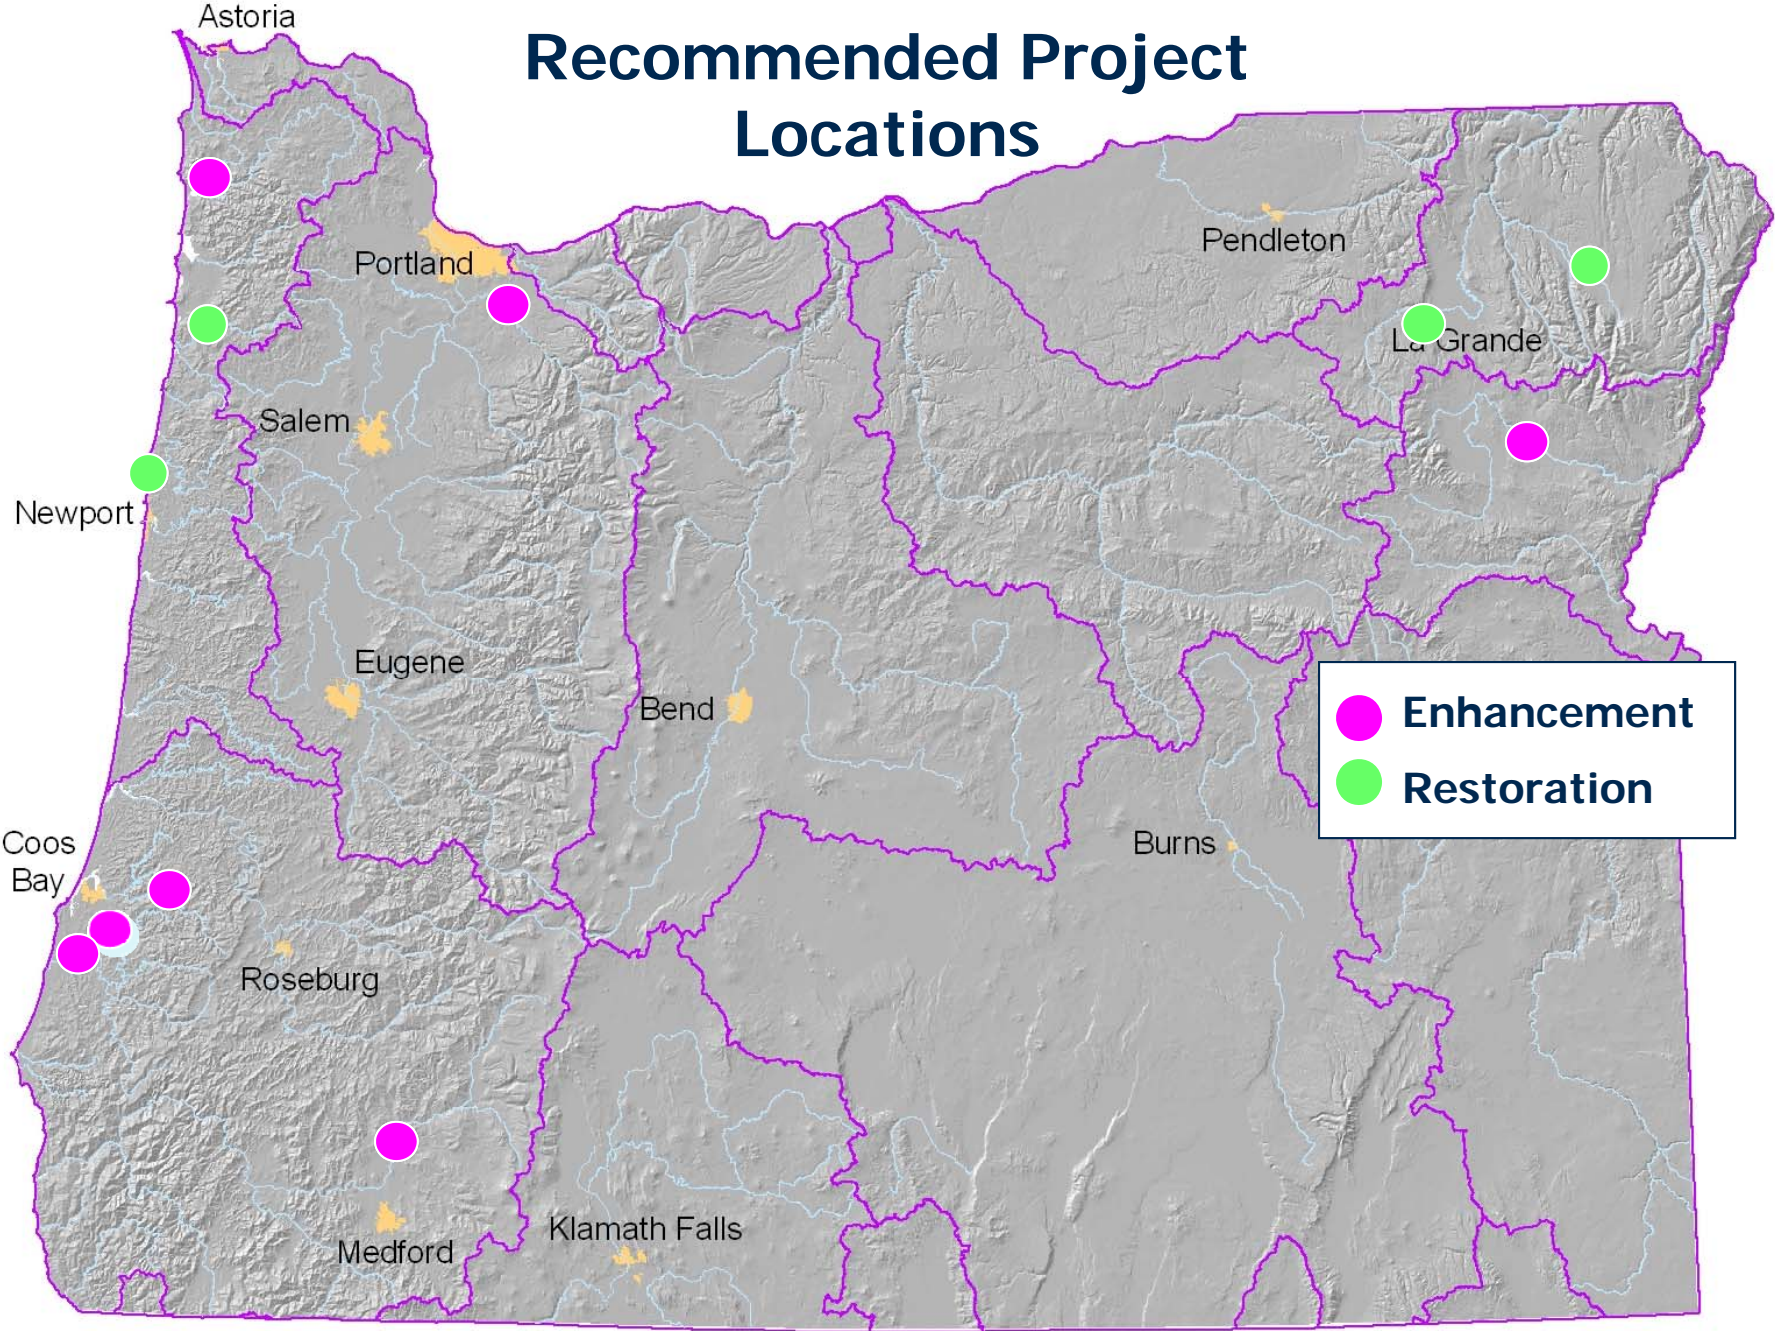 Astoria
Recommended Project
Locations
Portland
Pendleton
La Grande
Salem
Newport
Eugene
Bend
Enhancement
Restoration
Coos
Bay
Burns
Roseburg
Klamath Falls
Medford